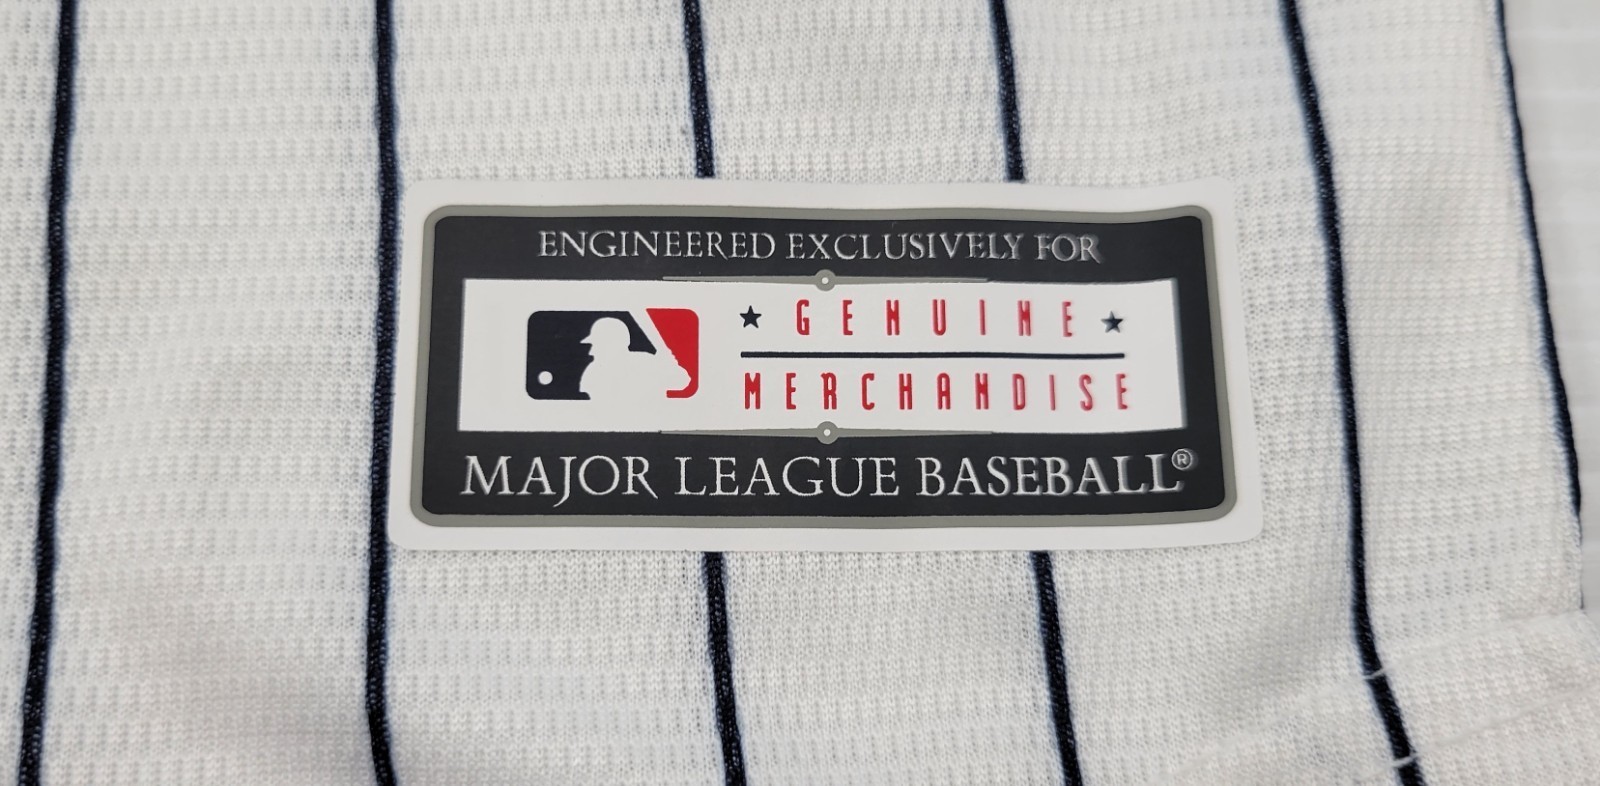 ENGINEERED EXCLUSIVELY FOR
★ GENUINE ★
MERCHANDISE
MAJOR LEAGUE BASEBALL®